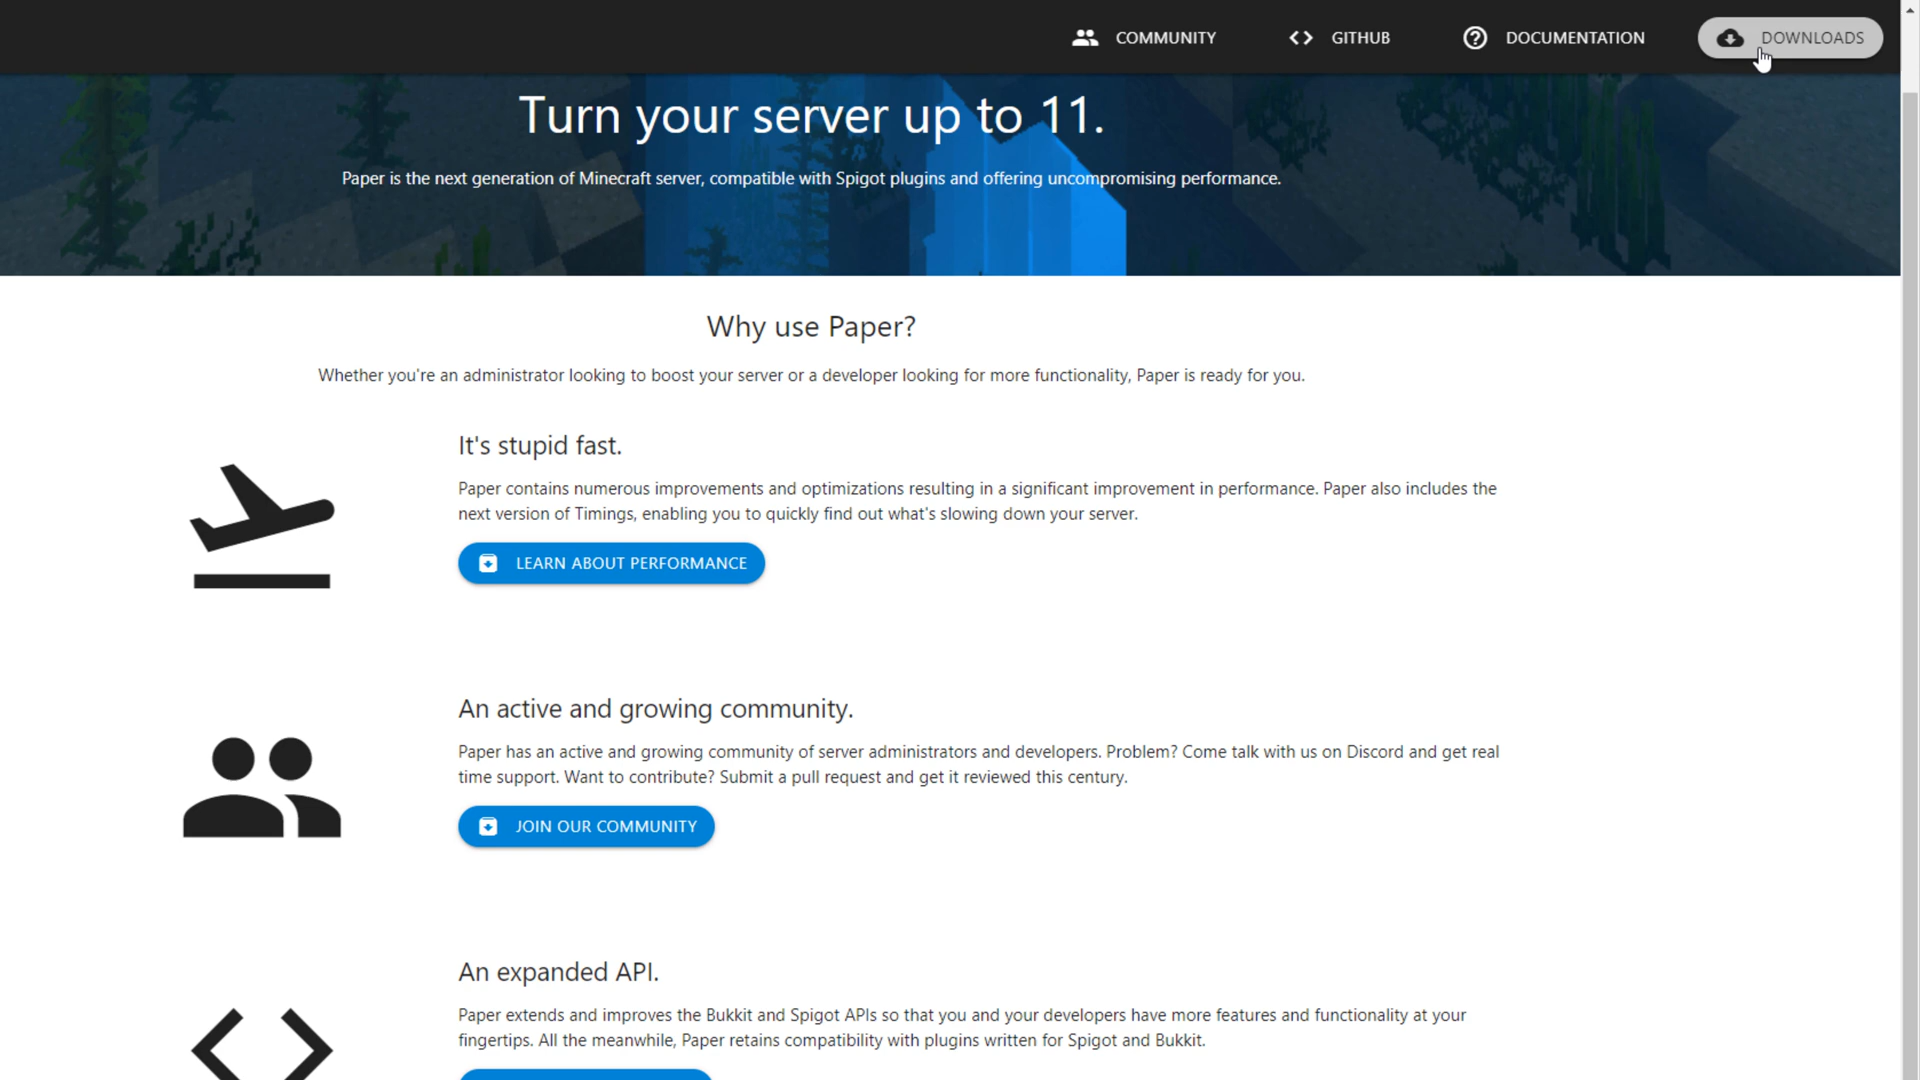 COMMUNITY
GITHUB
DOCUMENTATION
DOWNLOADS
Turn your server up to 11.
Paper is the next generation of Minecraft server, compatible with Spigot plugins and offering uncompromising performance.
Why use Paper?
Whether you're an administrator looking to boost your server or a developer looking for more functionality, Paper is ready for you.
It's stupid fast.
Paper contains numerous improvements and optimizations resulting in a significant improvement in performance. Paper also includes the
next version of Timings, enabling you to quickly find out what's slowing down your server.
LEARN ABOUT PERFORMANCE
An active and growing community.
Paper has an active and growing community of server administrators and developers. Problem? Come talk with us on Discord and get real
time support. Want to contribute? Submit a pull request and get it reviewed this century.
JOIN OUR COMMUNITY
An expanded API.
Paper extends and improves the Bukkit and Spigot APIs so that you and your developers have more features and functionality at your
fingertips. All the meanwhile, Paper retains compatibility with plugins written for Spigot and Bukkit.